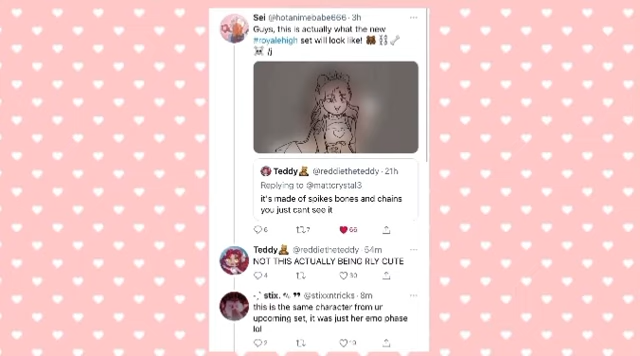 Sei @hotanimebabe666 · 3h
Guys, this is actually what the new
#royalehigh set will look like! 🐻⛓️🦴
☠️ /j
Teddy🧸 @reddietheteddy · 21h
Replying to @mattcrystal3
it's made of spikes bones and chains
you just cant see it
6 7 66
Teddy🧸 @reddietheteddy · 54m
NOT THIS ACTUALLY BEING RLY CUTE
4 30
stix. @stixxntricks · 8m
this is the same character from ur
upcoming set, it was just her emo phase
lol